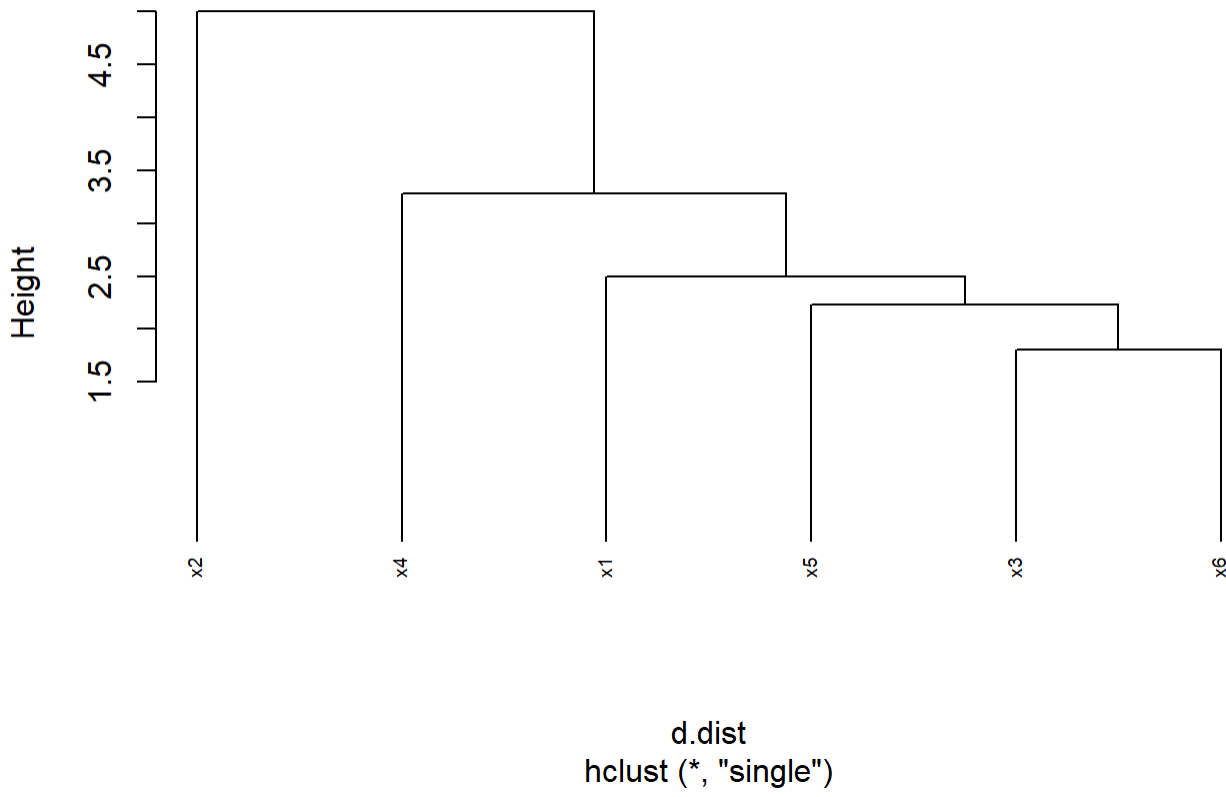 Height
4.5
3.5
2.5
1.5
x2
x4
x1
x5
x3
x6
d.dist
hclust (*, "single")